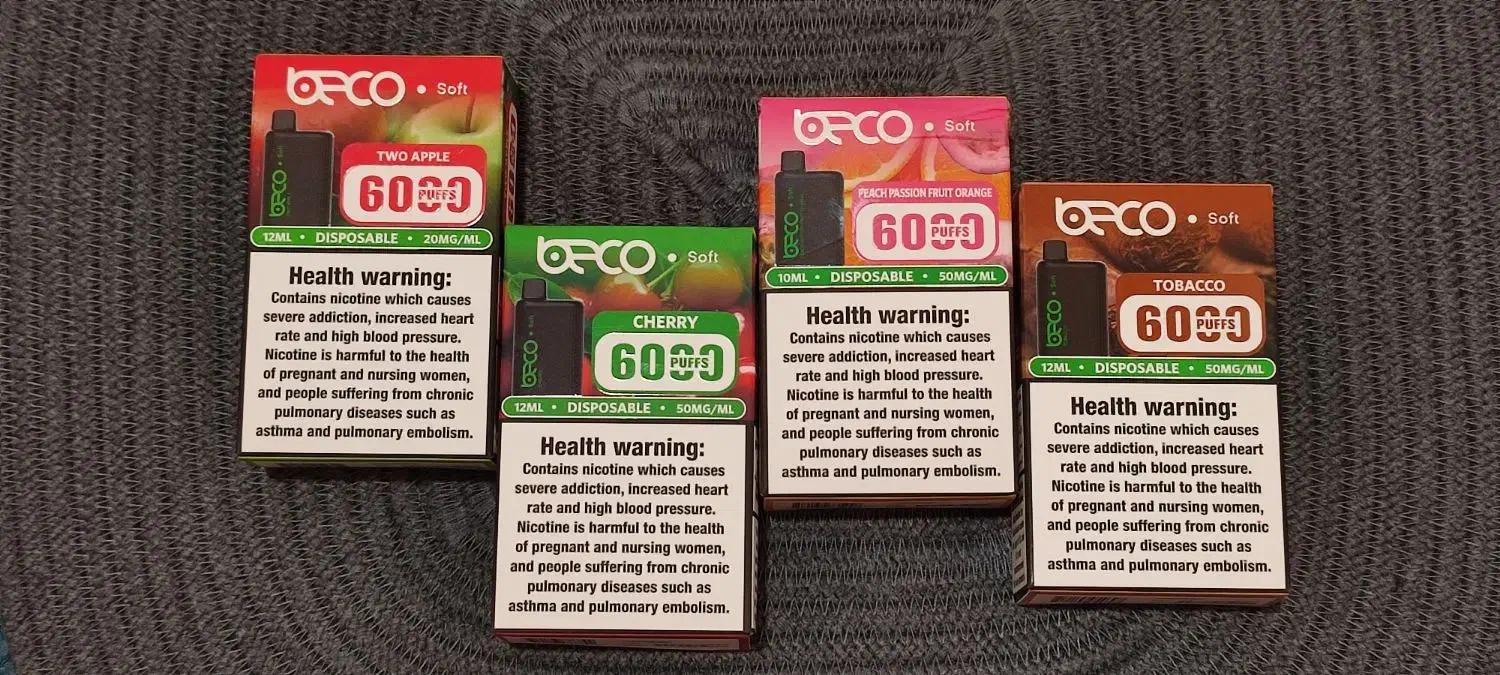 beco • Soft
TWO APPLE
6000
PUFFS
12ML • DISPOSABLE • 20MG/ML
Health warning:
Contains nicotine which causes
severe addiction, increased heart
rate and high blood pressure.
Nicotine is harmful to the health
of pregnant and nursing women,
and people suffering from chronic
pulmonary diseases such as
asthma and pulmonary embolism.
beco • Soft
beco • Soft
CHERRY
6000
PUFFS
12ML • DISPOSABLE • 50MG/ML
Health warning:
Contains nicotine which causes
severe addiction, increased heart
rate and high blood pressure.
Nicotine is harmful to the health
of pregnant and nursing women,
and people suffering from chronic
pulmonary diseases such as
asthma and pulmonary embolism.
beco • Soft
beco • Soft
PEACH PASSION FRUIT ORANGE
6000
PUFFS
10ML • DISPOSABLE • 50MG/ML
Health warning:
Contains nicotine which causes
severe addiction, increased heart
rate and high blood pressure.
Nicotine is harmful to the health
of pregnant and nursing women,
and people suffering from chronic
pulmonary diseases such as
asthma and pulmonary embolism.
beco • Soft
beco • Soft
TOBACCO
6000
PUFFS
12ML • DISPOSABLE • 50MG/ML
Health warning:
Contains nicotine which causes
severe addiction, increased heart
rate and high blood pressure.
Nicotine is harmful to the health
of pregnant and nursing women,
and people suffering from chronic
pulmonary diseases such as
asthma and pulmonary embolism.
beco • Soft